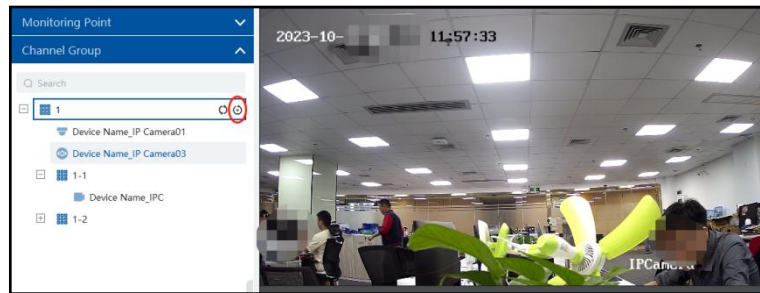 Monitoring Point
Channel Group
Search
1
Device Name_IP Camera01
Device Name_IP Camera03
1-1
Device Name_IPC
1-2
2023-10-
11:57:33
IPCamera